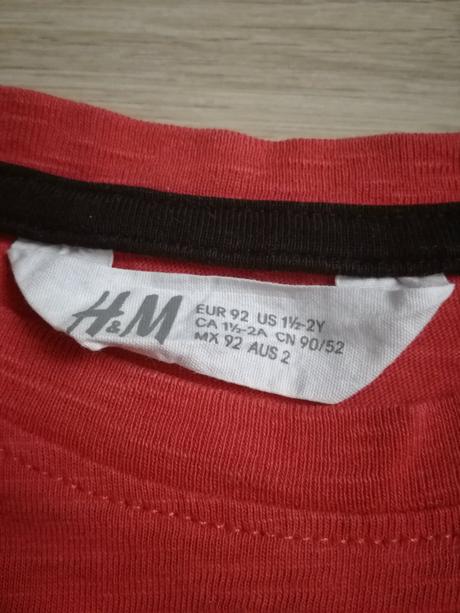 H&M
EUR 92 US 1½-2Y
CA 1½-2A CN 90/52
MX 92 AUS 2